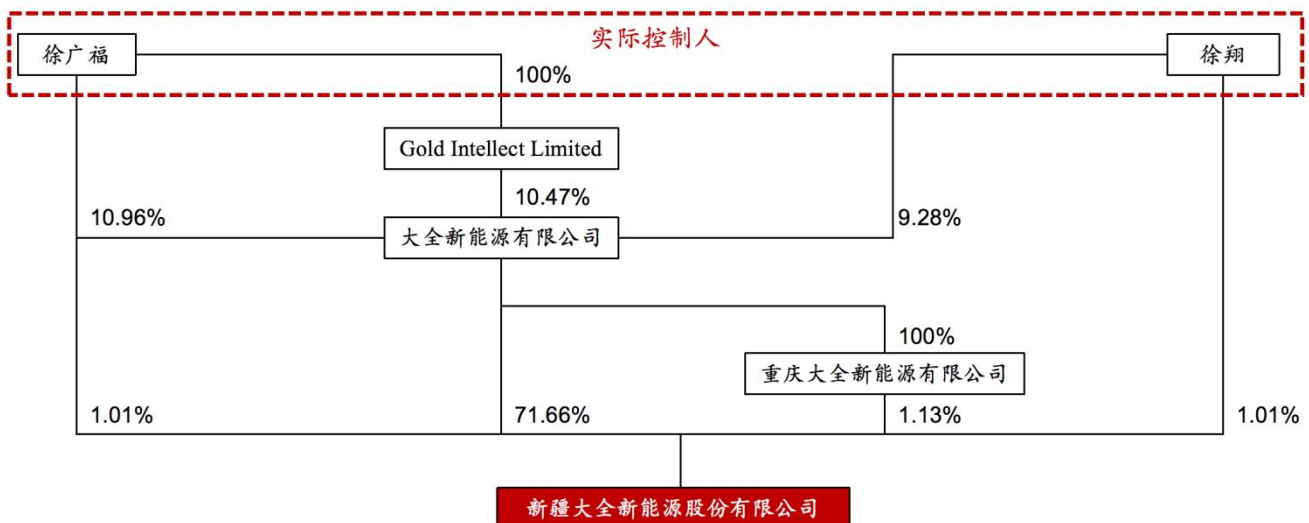 实际控制人
徐广福
徐翔
100%
Gold Intellect Limited
10.47%
10.96%
9.28%
大全新能源有限公司
100%
重庆大全新能源有限公司
1.01%
71.66%
1.13%
1.01%
新疆大全新能源股份有限公司